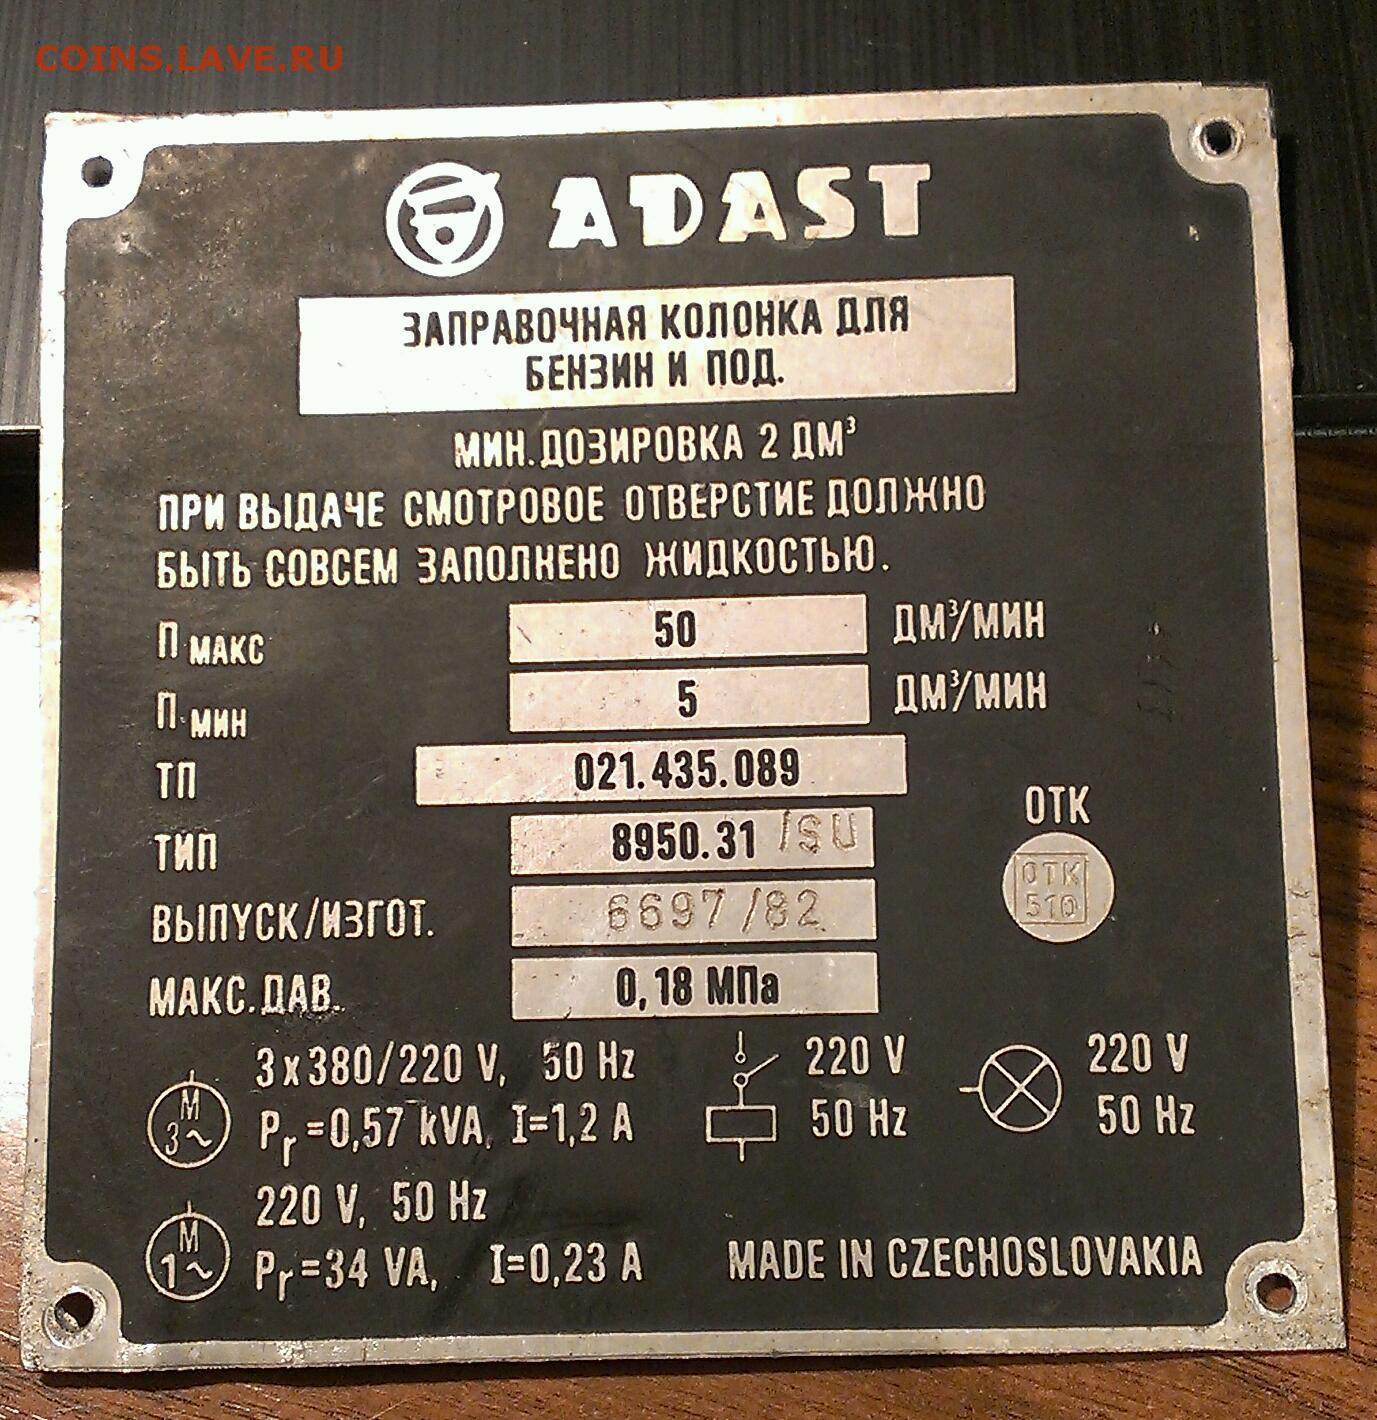 COINS.LAVE.RU
ADAST
ЗАПРАВОЧНАЯ КОЛОНКА ДЛЯ
БЕНЗИН И ПОД.
МИН.ДОЗИРОВКА 2 ДМ³
ПРИ ВЫДАЧЕ СМОТРОВОЕ ОТВЕРСТИЕ ДОЛЖНО
БЫТЬ СОВСЕМ ЗАПОЛНЕНО ЖИДКОСТЬЮ.
П МАКС 50 ДМ³/МИН
П МИН 5 ДМ³/МИН
ТП 021.435.089
ТИП 8950.31 /SU
ВЫПУСК/ИЗГОТ. 6697/82
МАКС.ДАВ. 0,18 МПа
ОТК
ОТК
510
M
3~
3x380/220 V, 50 Hz
Pr=0,57 kVA, I=1,2 A
220 V
50 Hz
220 V
50 Hz
M
1~
220 V, 50 Hz
Pr=34 VA, I=0,23 A
MADE IN CZECHOSLOVAKIA